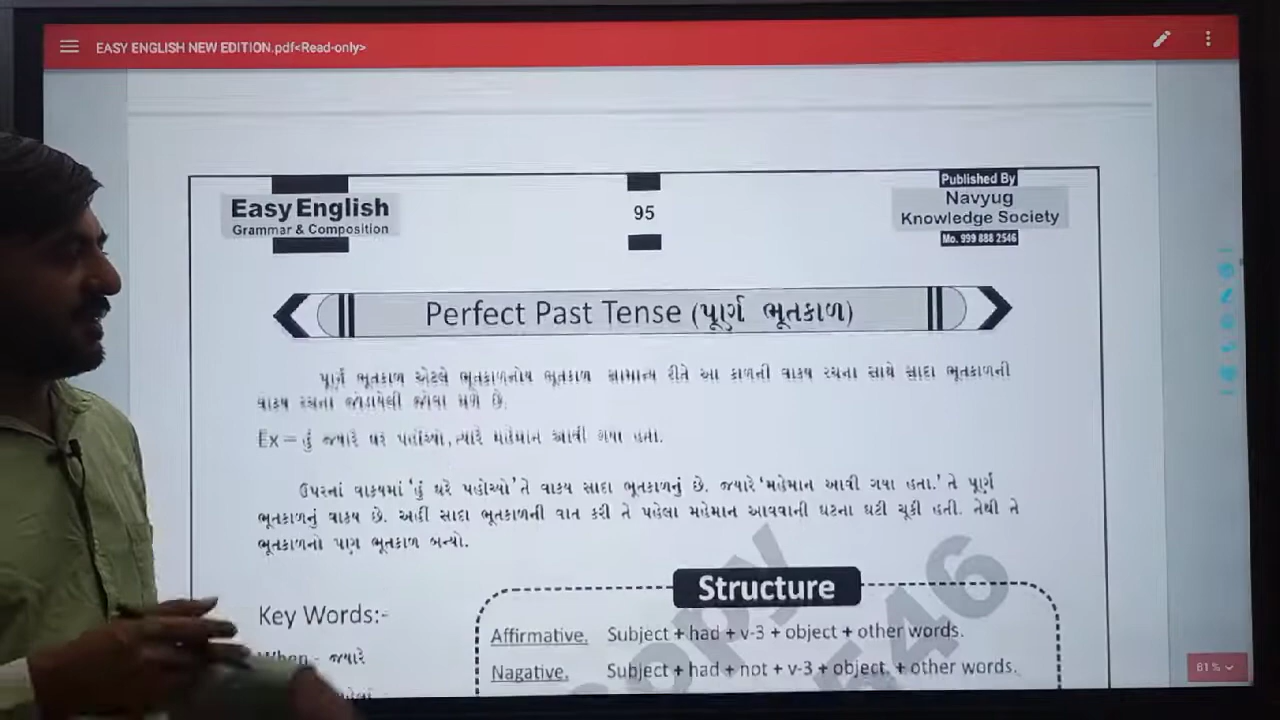 EASY ENGLISH NEW EDITION.pdf<Read-only>
Easy English
Grammar & Composition
95
Published By
Navyug
Knowledge Society
Mo. 999 888 2546
Perfect Past Tense (પૂર્ણ ભૂતકાળ)
પૂર્ણ ભૂતકાળ એટલે ભૂતકાળનોય ભૂતકાળ સામાન્ય રીતે આ કાળની વાક્ય રચના સાથે સાદા ભૂતકાળની
વાક્ય રચના જોડાયેલી જોવા મળે છે.
Ex = હું જ્યારે ઘરે પહોંચ્યો, ત્યારે મહેમાન આવી ગયા હતા.
ઉપરનાં વાક્યમાં 'હું ઘરે પહોંચ્યો' તે વાક્ય સાદા ભૂતકાળનું છે. જ્યારે 'મહેમાન આવી ગયા હતા.' તે પૂર્ણ
ભૂતકાળનું વાક્ય છે. અહીં સાદા ભૂતકાળની વાત કરી તે પહેલા મહેમાન આવવાની ઘટના ઘટી ચૂકી હતી. તેથી તે
ભૂતકાળનો પણ ભૂતકાળ બન્યો.
Structure
Key Words:-
Affirmative. Subject + had + v-3 + object + other words.
When - જ્યારે
Nagative. Subject + had + not + v-3 + object. + other words.
81 %